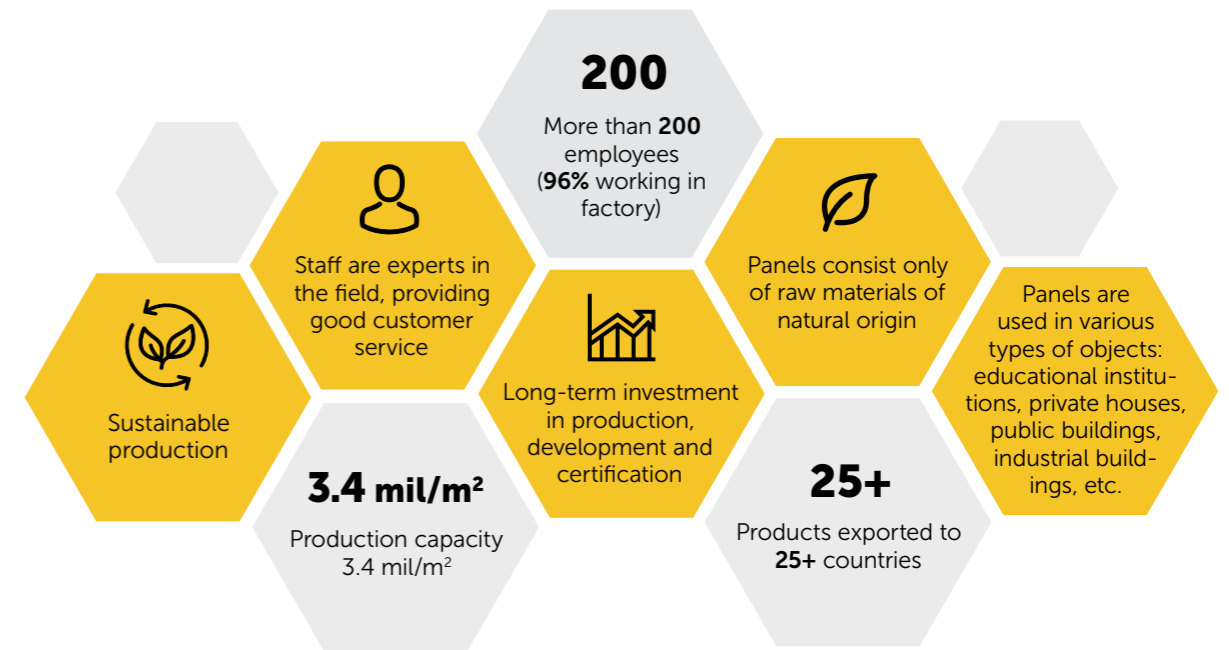 200
More than 200
employees
(96% working in
factory)
Staff are experts in
the field, providing
good customer
service
Panels consist only
of raw materials of
natural origin
Sustainable
production
Long-term investment
in production,
development and
certification
Panels are
used in various
types of objects:
educational institu-
tions, private houses,
public buildings,
industrial build-
ings, etc.
3.4 mil/m²
Production capacity
3.4 mil/m²
25+
Products exported to
25+ countries